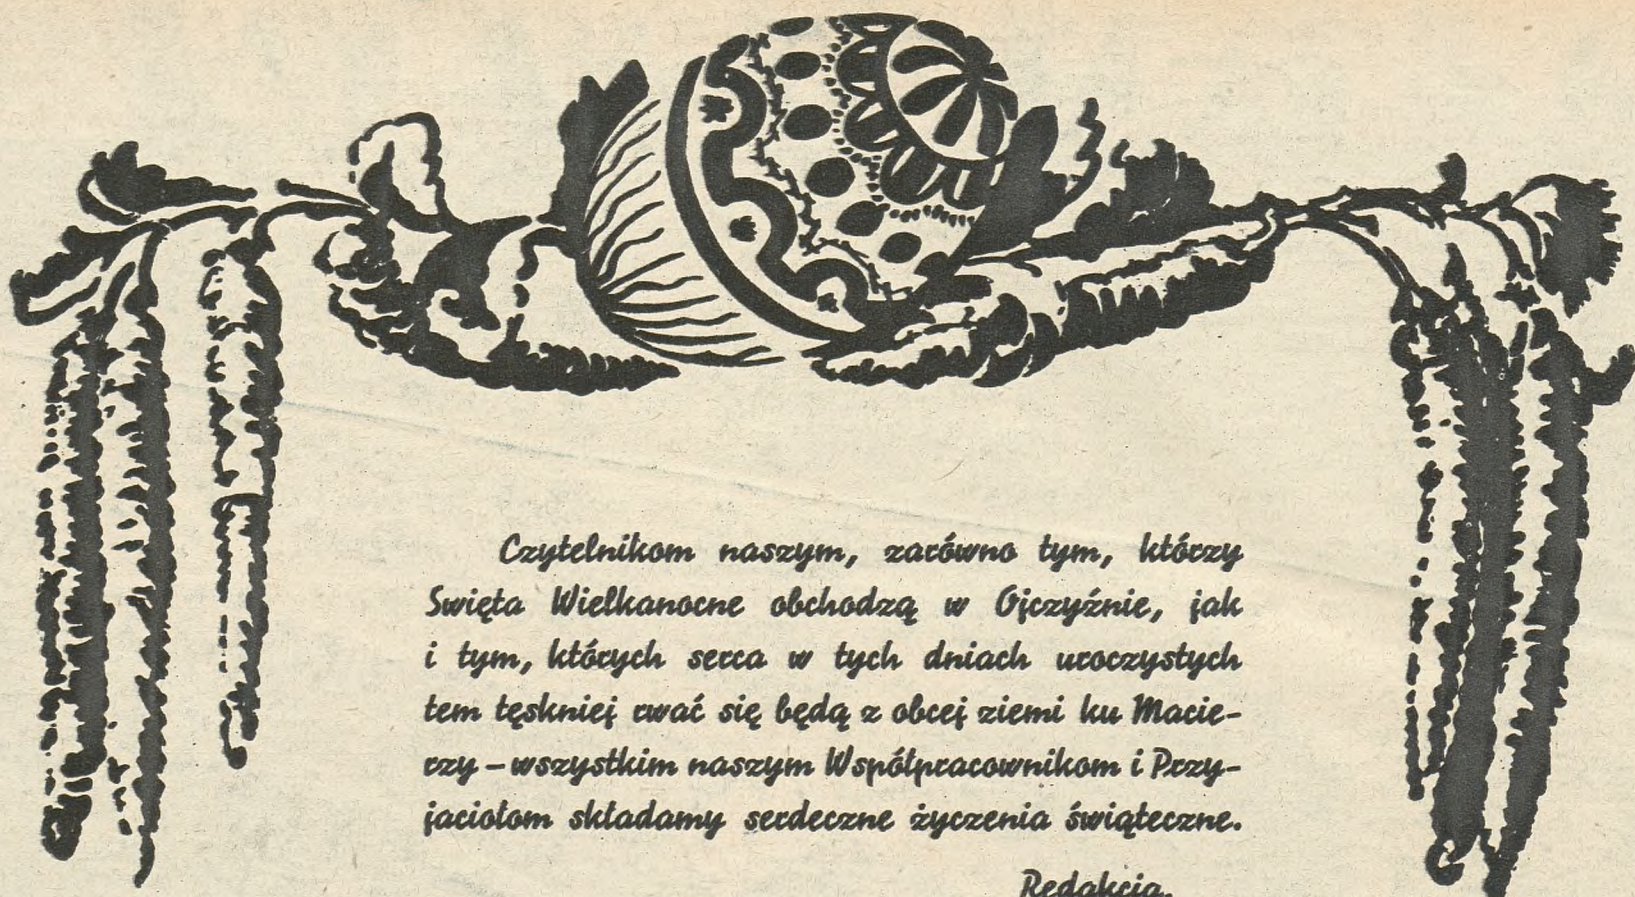 Czytelnikom naszym, zarówno tym, którzy
Swięta Wielkanocne obchodzą w Ojczyźnie, jak
i tym, których serca w tych dniach uroczystych
tem tęskniej rwać się będą z obcej ziemi ku Macie-
rzy – wszystkim naszym Współpracownikom i Przy-
jaciołom składamy serdeczne życzenia świąteczne.
Redakcja.